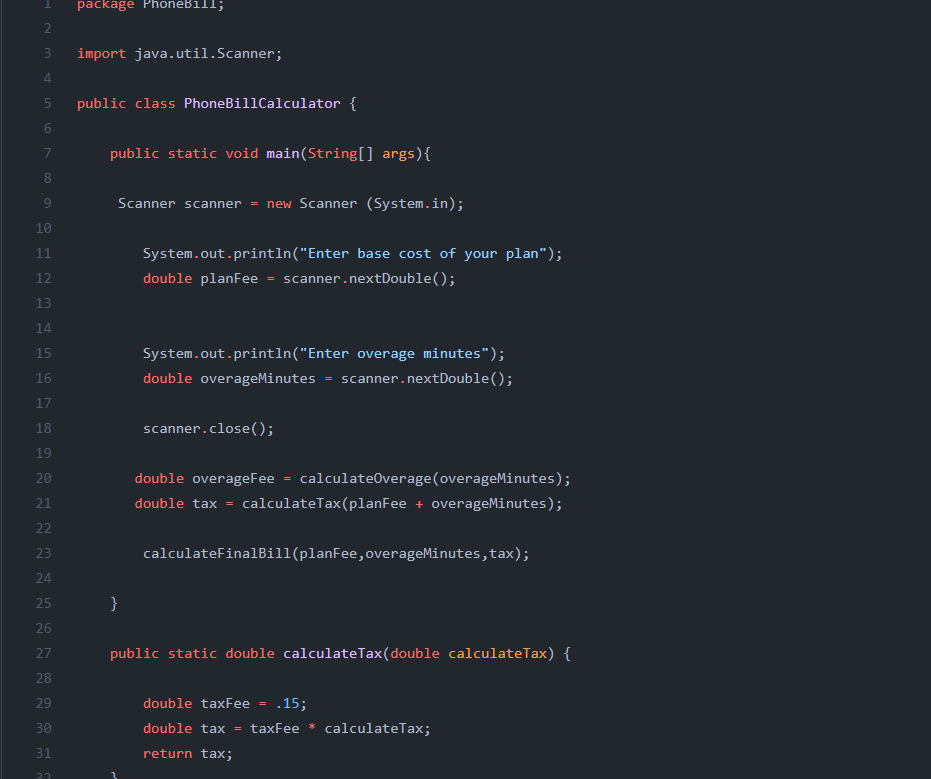 1 package PhoneBill;
2
3 import java.util.Scanner;
4
5 public class PhoneBillCalculator {
6
7 public static void main(String[] args){
8
9 Scanner scanner = new Scanner (System.in);
10
11 System.out.println("Enter base cost of your plan");
12 double planFee = scanner.nextDouble();
13
14
15 System.out.println("Enter overage minutes");
16 double overageMinutes = scanner.nextDouble();
17
18 scanner.close();
19
20 double overageFee = calculateOverage(overageMinutes);
21 double tax = calculateTax(planFee + overageMinutes);
22
23 calculateFinalBill(planFee,overageMinutes,tax);
24
25 }
26
27 public static double calculateTax(double calculateTax) {
28
29 double taxFee = .15;
30 double tax = taxFee * calculateTax;
31 return tax;
32 }